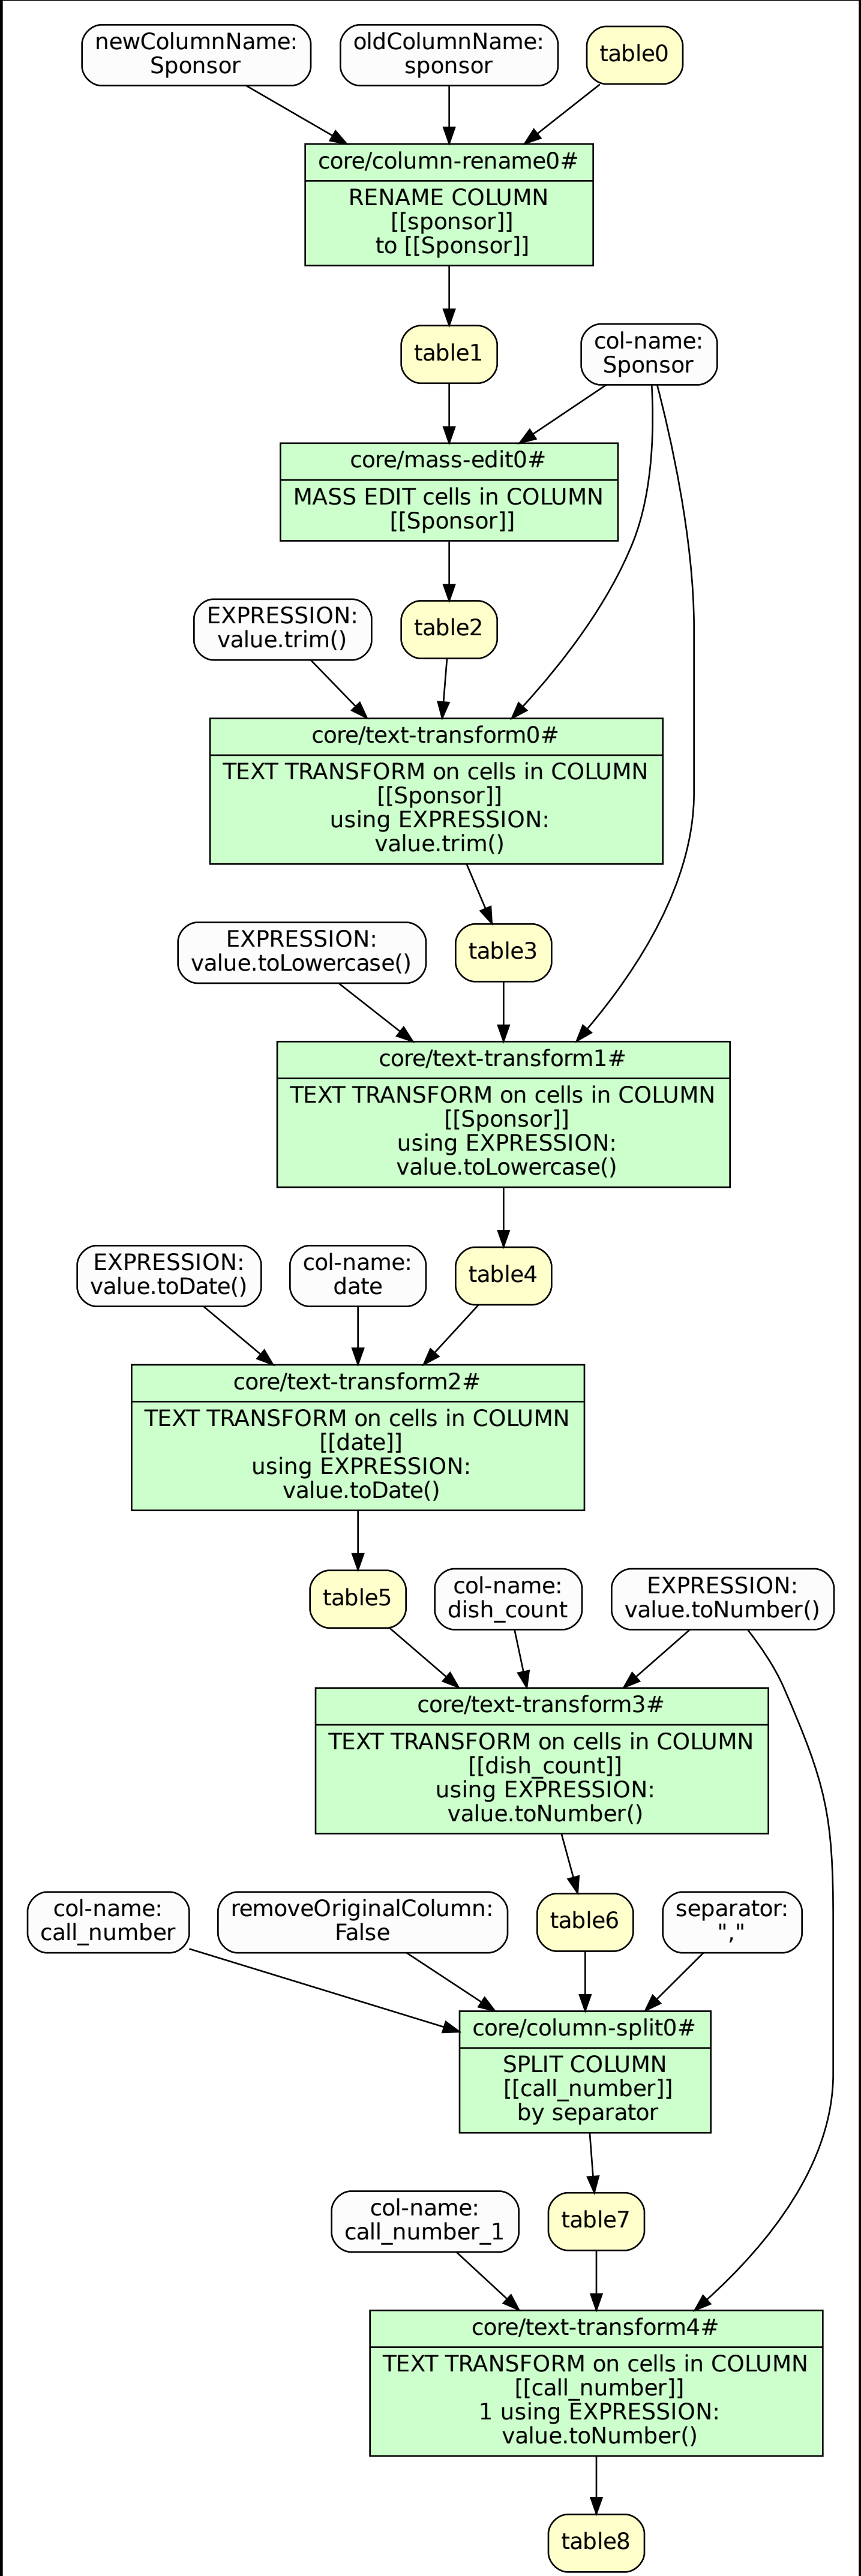 newColumnName:
Sponsor
oldColumnName:
sponsor
table0
core/column-rename0#
RENAME COLUMN
[[sponsor]]
to [[Sponsor]]
table1
col-name:
Sponsor
core/mass-edit0#
MASS EDIT cells in COLUMN
[[Sponsor]]
EXPRESSION:
value.trim()
table2
core/text-transform0#
TEXT TRANSFORM on cells in COLUMN
[[Sponsor]]
using EXPRESSION:
value.trim()
EXPRESSION:
value.toLowercase()
table3
core/text-transform1#
TEXT TRANSFORM on cells in COLUMN
[[Sponsor]]
using EXPRESSION:
value.toLowercase()
EXPRESSION:
value.toDate()
col-name:
date
table4
core/text-transform2#
TEXT TRANSFORM on cells in COLUMN
[[date]]
using EXPRESSION:
value.toDate()
table5
col-name:
dish_count
EXPRESSION:
value.toNumber()
core/text-transform3#
TEXT TRANSFORM on cells in COLUMN
[[dish_count]]
using EXPRESSION:
value.toNumber()
col-name:
call_number
removeOriginalColumn:
False
table6
separator:
","
core/column-split0#
SPLIT COLUMN
[[call_number]]
by separator
col-name:
call_number_1
table7
core/text-transform4#
TEXT TRANSFORM on cells in COLUMN
[[call_number]]
1 using EXPRESSION:
value.toNumber()
table8